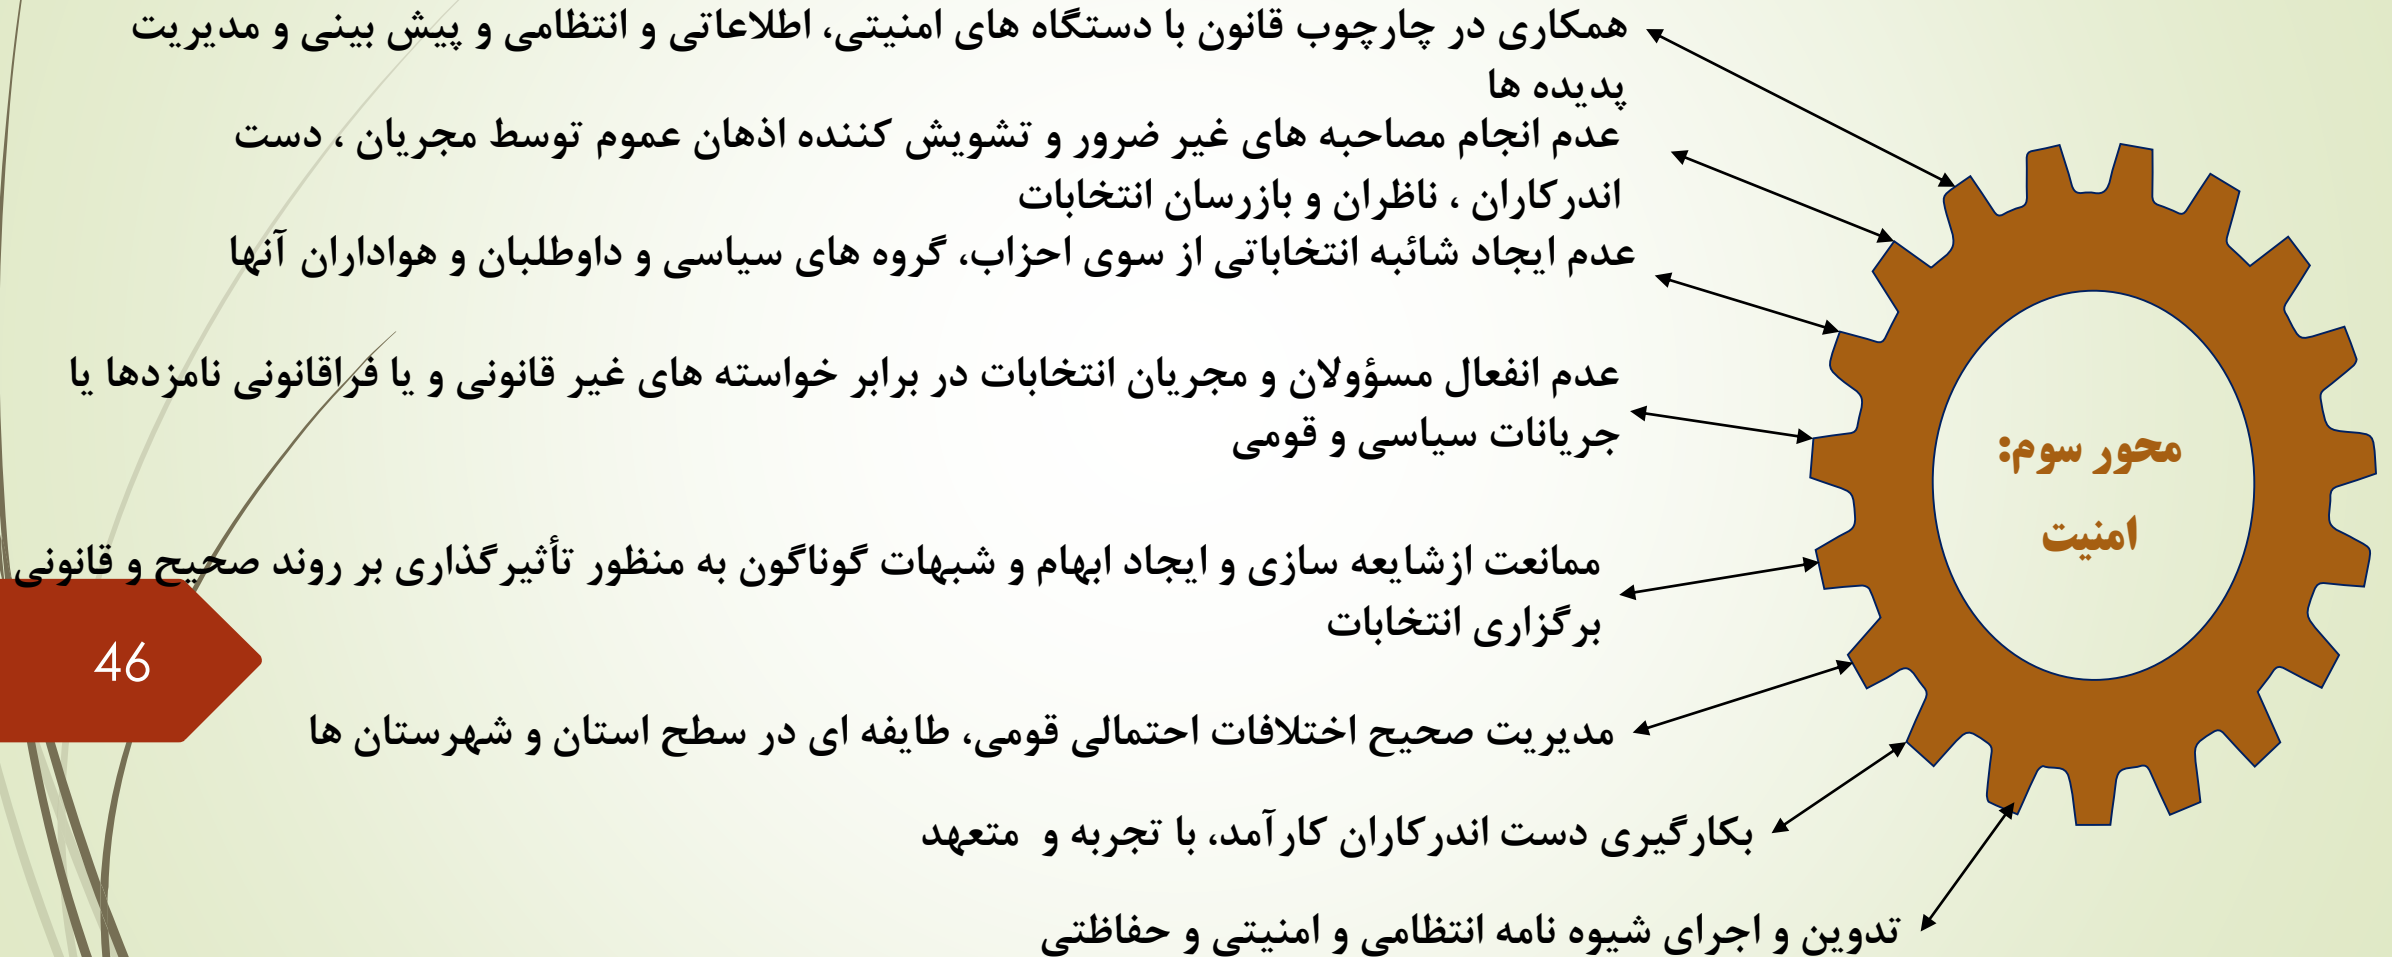 همکاری در چارچوب قانون با دستگاه های امنیتی، اطلاعاتی و انتظامی و پیش بینی و مدیریت
پدیده ها
عدم انجام مصاحبه های غیر ضرور و تشویش کننده اذهان عموم توسط مجریان ، دست
اندرکاران ، ناظران و بازرسان انتخابات
عدم ایجاد شائبه انتخاباتی از سوی احزاب، گروه های سیاسی و داوطلبان و هواداران آنها
عدم انفعال مسؤولان و مجریان انتخابات در برابر خواسته های غیر قانونی و یا فراقانونی نامزدها یا
جریانات سیاسی و قومی
محور سوم:
امنیت
ممانعت ازشایعه سازی و ایجاد ابهام و شبهات گوناگون به منظور تأثیرگذاری بر روند صحیح و قانونی
برگزاری انتخابات
46
مدیریت صحیح اختلافات احتمالی قومی، طایفه ای در سطح استان و شهرستان ها
بکارگیری دست اندرکاران کارآمد، با تجربه و متعهد
تدوین و اجرای شیوه نامه انتظامی و امنیتی و حفاظتی